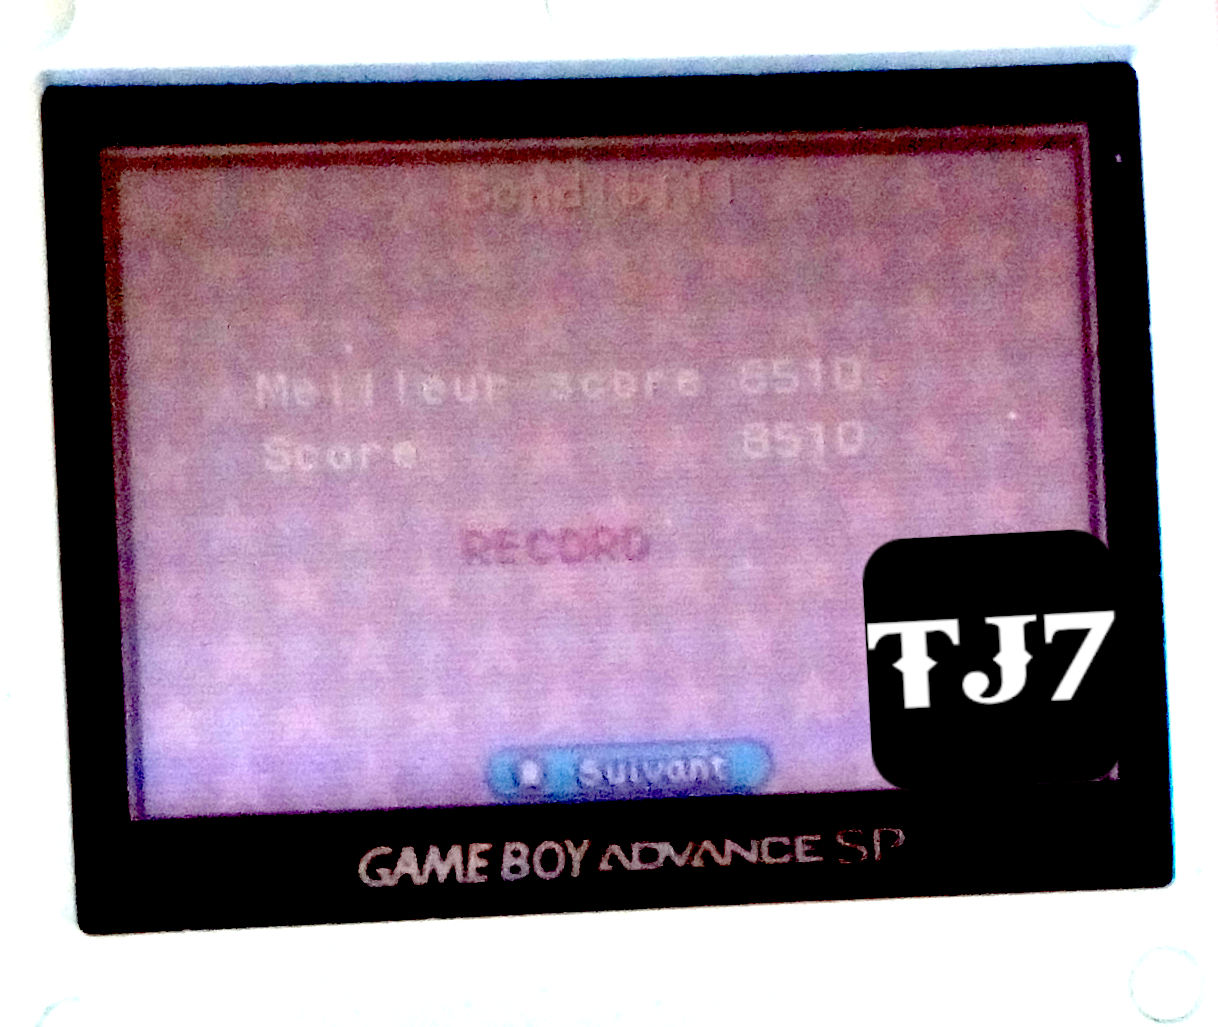 Meilleur score 8510
Score 8510
RECORD
TJ7
Suivant
GAME BOY ADVANCE SP